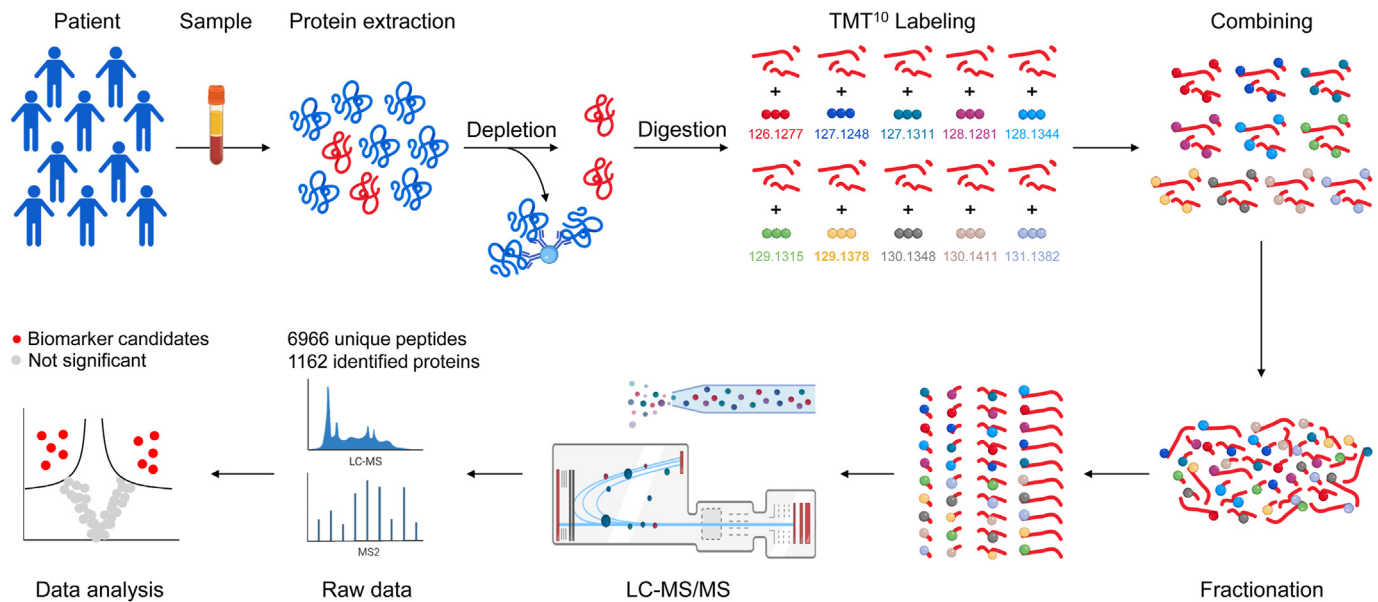 Patient
Sample
Protein extraction
Depletion
Digestion
TMT¹⁰ Labeling
+ + + + +
126.1277 127.1248 127.1311 128.1281 128.1344
+ + + + +
129.1315 129.1378 130.1348 130.1411 131.1382
Combining
Biomarker candidates
Not significant
6966 unique peptides
1162 identified proteins
LC-MS
MS2
Data analysis
Raw data
LC-MS/MS
Fractionation